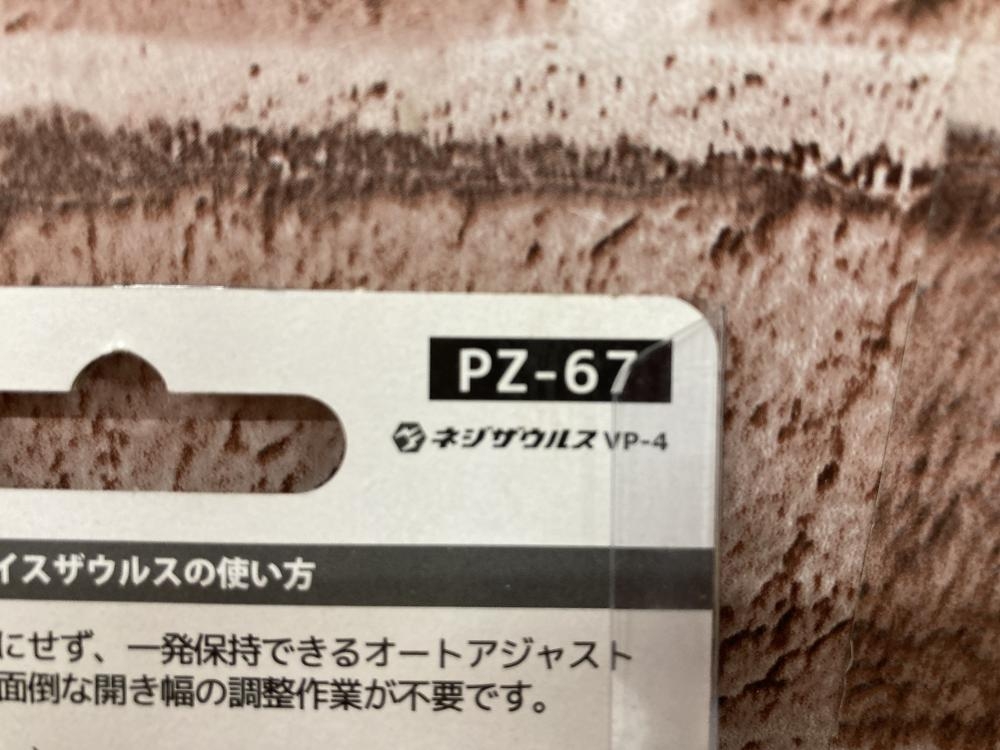 PZ-67
ネジザウルス VP-4
イスザウルスの使い方
にせず、一発保持できるオートアジャスト
面倒な開き幅の調整作業が不要です。